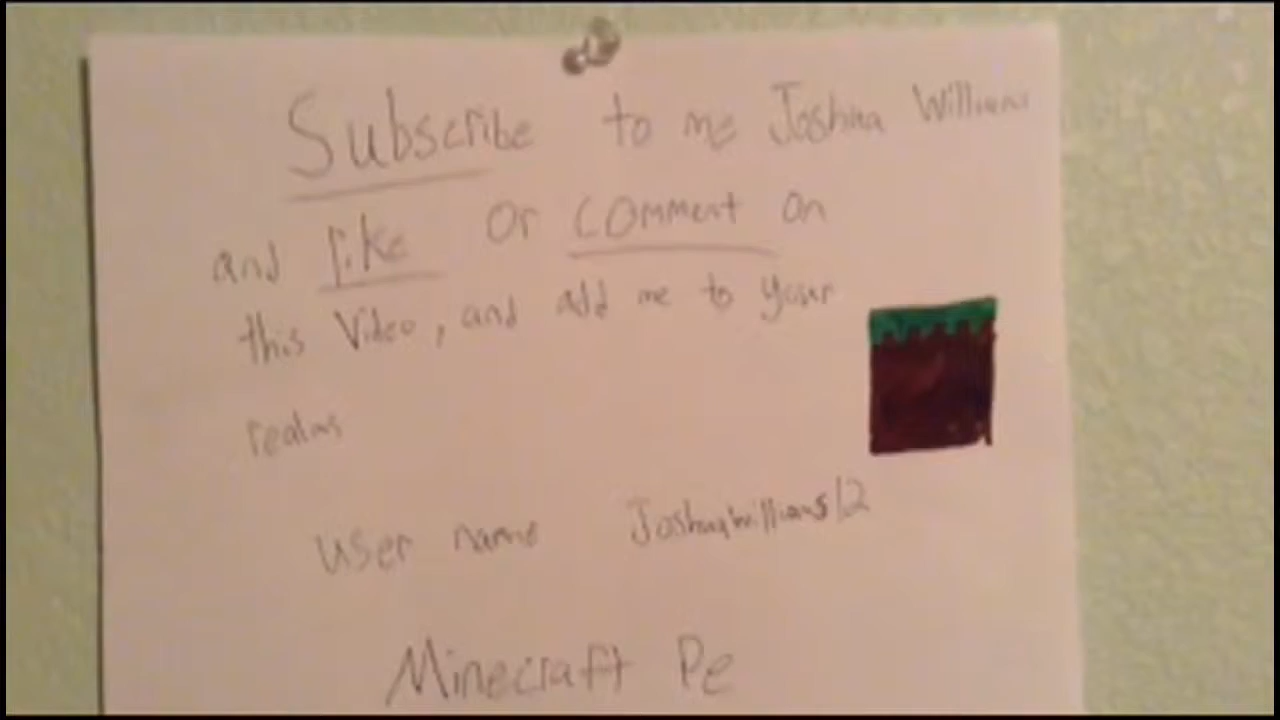 Subscribe to me Joshua Williams
and like or comment on
this Video, and add me to your
realms
user name Joshuawilliams12
Minecraft Pe